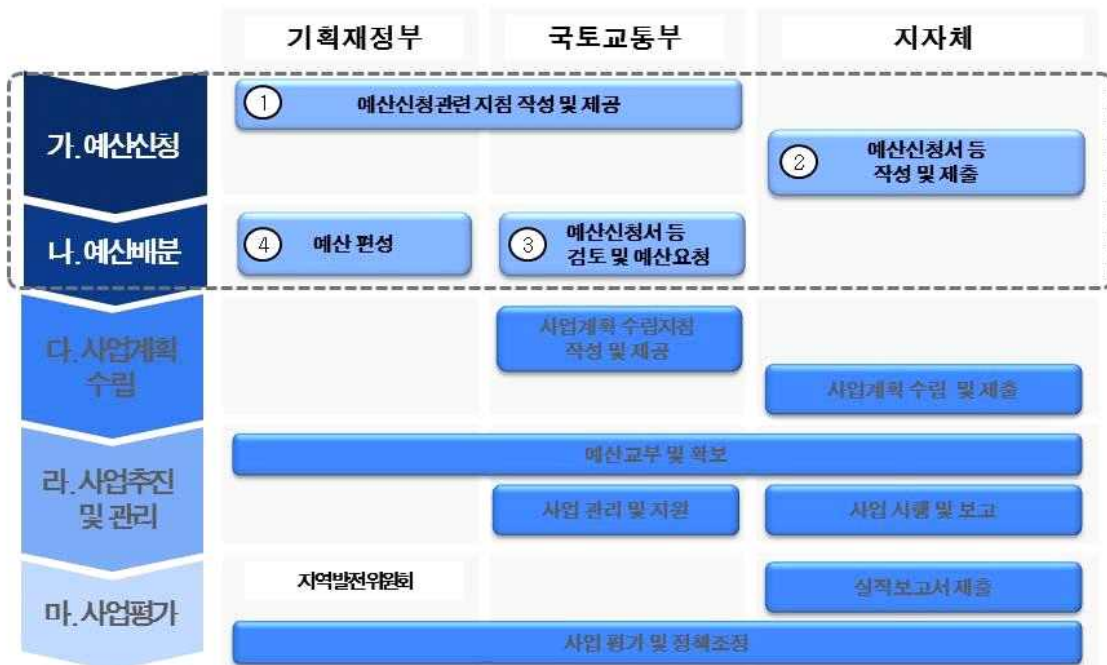 기획재정부 국토교통부 지자체
가. 예산신청
① 예산신청관련 지침 작성 및 제공
② 예산신청서 등
작성 및 제출
나. 예산배분
④ 예산 편성
③ 예산신청서 등
검토 및 예산요청
다. 사업계획
수립
사업계획 수립지침
작성 및 제공
사업계획 수립 및 제출
라. 사업추진
및 관리
예산교부 및 확보
사업 관리 및 지원
사업 시행 및 보고
마. 사업평가
지역발전위원회
실적보고서 제출
사업 평가 및 정책조정